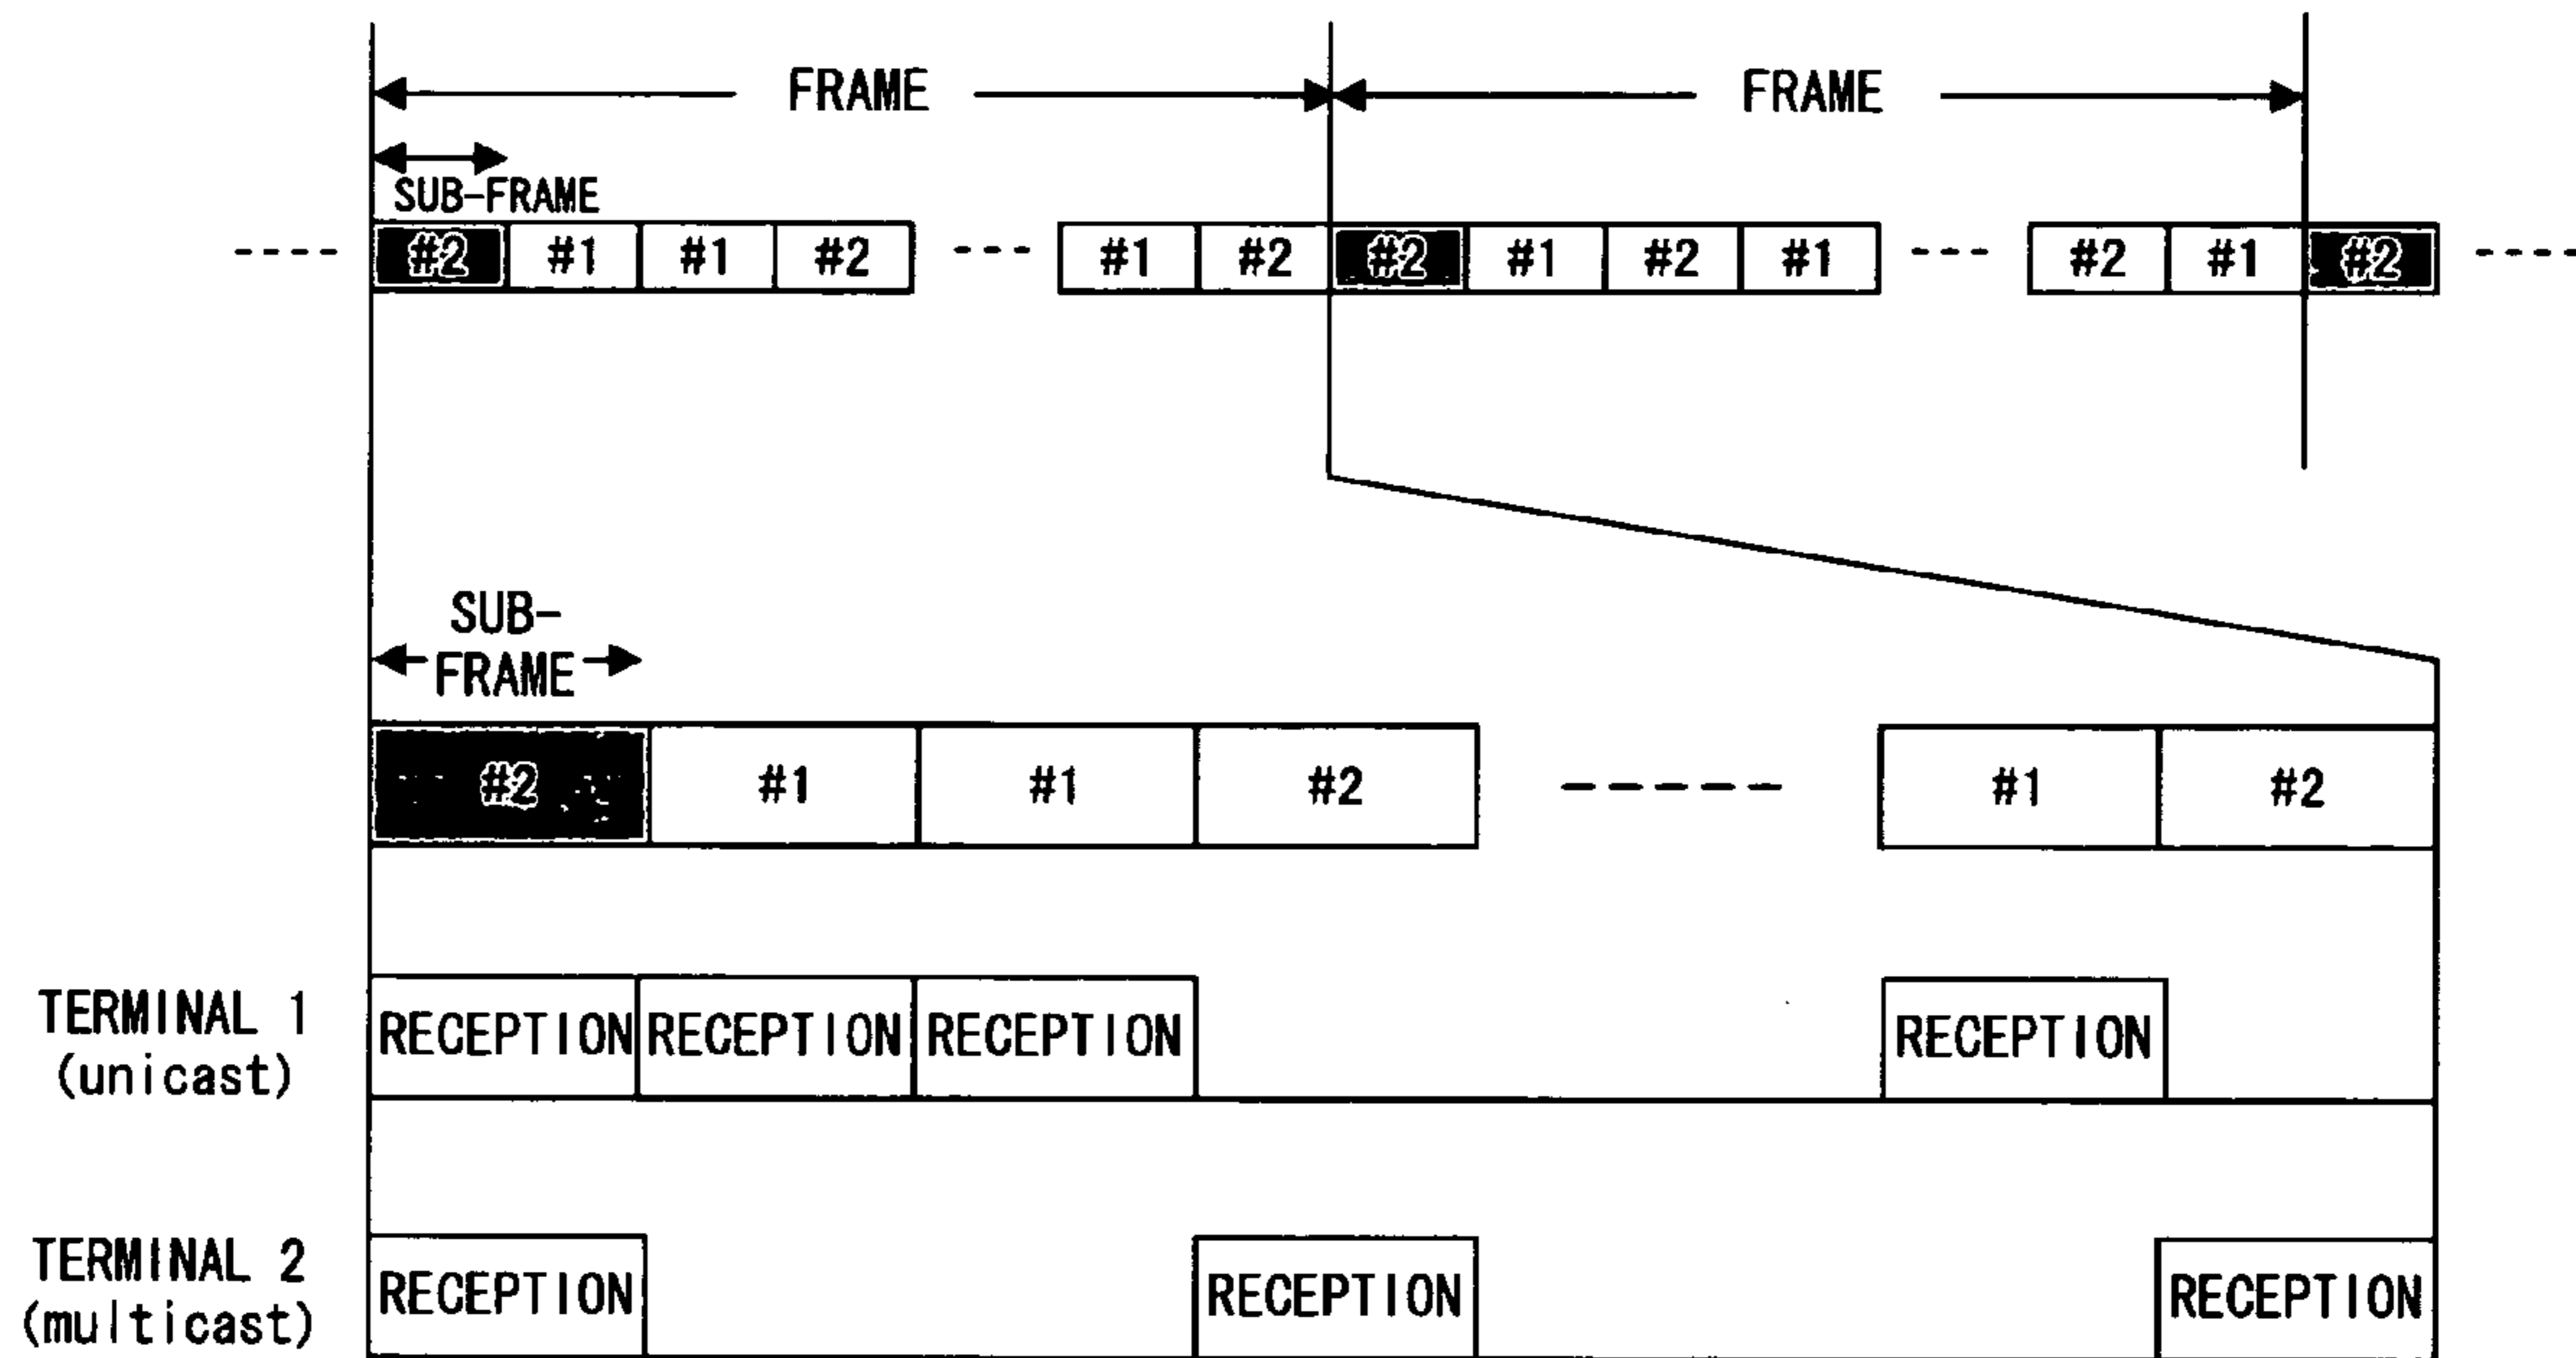 FRAME FRAME
SUB-FRAME
#2 #1 #1 #2 #1 #2 #2 #1 #2 #1 #2 #1 #2
SUB-
FRAME
#2 #1 #1 #2 #1 #2
TERMINAL 1
(unicast)
RECEPTION RECEPTION RECEPTION RECEPTION
TERMINAL 2
(multicast)
RECEPTION RECEPTION RECEPTION